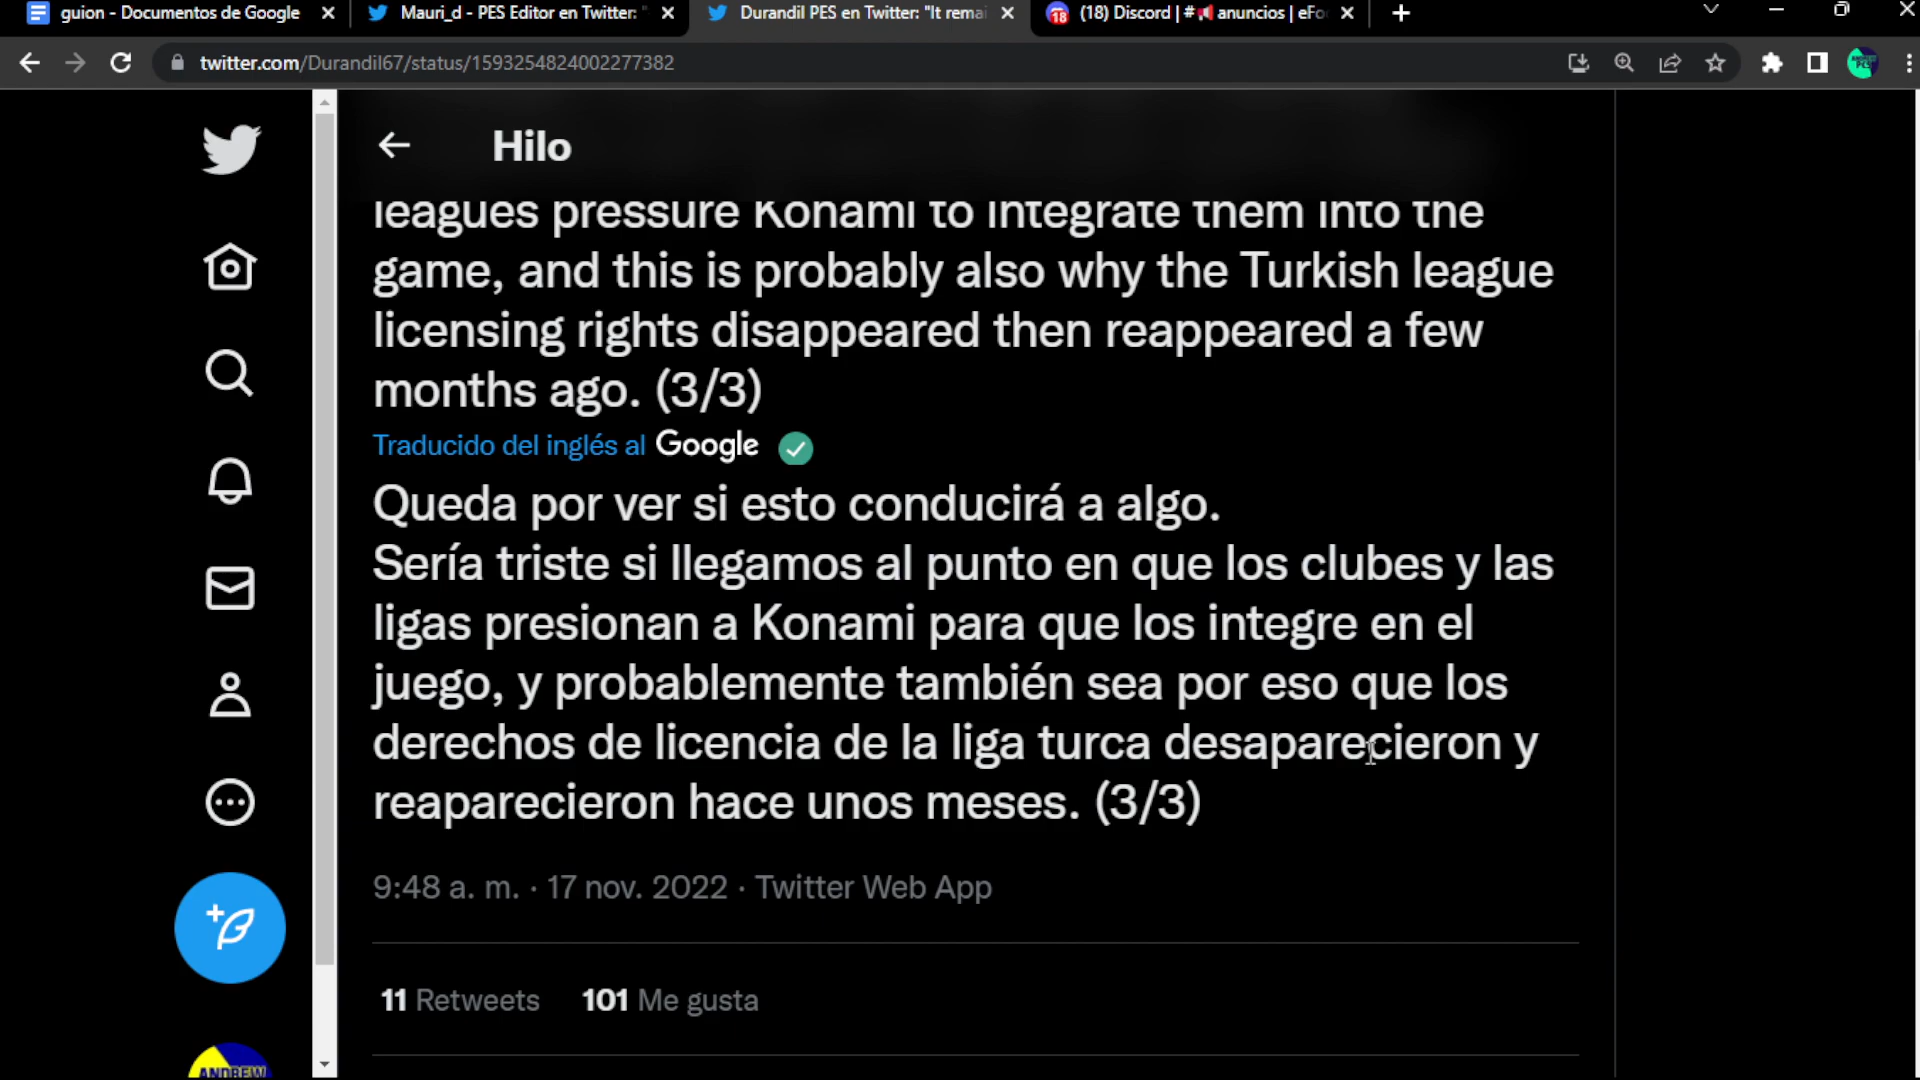 guion - Documentos de Google
Mauri_d - PES Editor en Twitter: "
Durandil PES en Twitter: "It remai
(18) Discord | # anuncios | eFo
twitter.com/Durandil67/status/1593254824002277382
Hilo
leagues pressure Konami to integrate them into the
game, and this is probably also why the Turkish league
licensing rights disappeared then reappeared a few
months ago. (3/3)
Traducido del inglés al Google
Queda por ver si esto conducirá a algo.
Sería triste si llegamos al punto en que los clubes y las
ligas presionan a Konami para que los integre en el
juego, y probablemente también sea por eso que los
derechos de licencia de la liga turca desaparecieron y
reaparecieron hace unos meses. (3/3)
9:48 a. m. · 17 nov. 2022 · Twitter Web App
11 Retweets 101 Me gusta
ANDREW